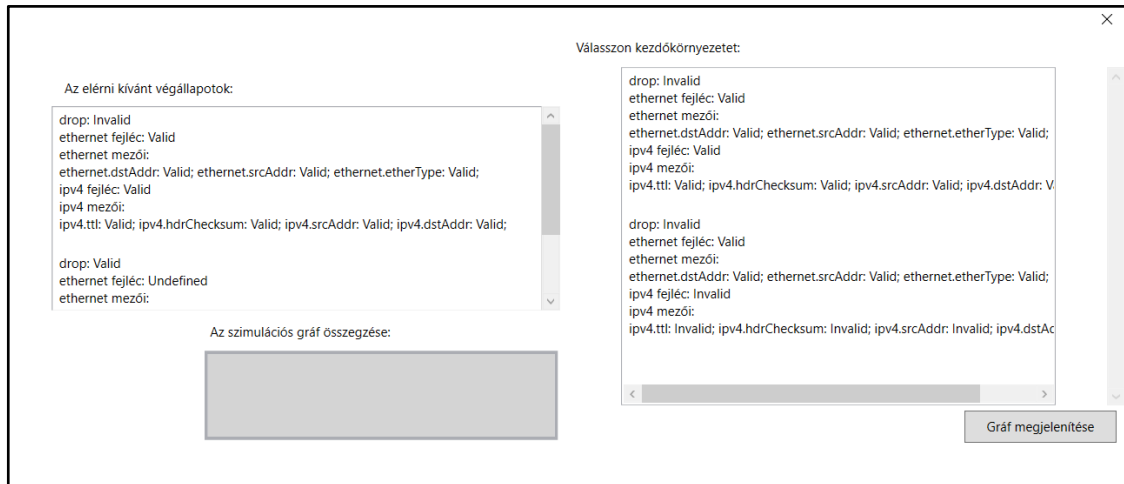 Válasszon kezdőkörnyezetet:
Az elérni kívánt végállapotok:
drop: Invalid
ethernet fejléc: Valid
ethernet mezői:
ethernet.dstAddr: Valid; ethernet.srcAddr: Valid; ethernet.etherType: Valid;
ipv4 fejléc: Valid
ipv4 mezői:
ipv4.ttl: Valid; ipv4.hdrChecksum: Valid; ipv4.srcAddr: Valid; ipv4.dstAddr: Valid;
drop: Valid
ethernet fejléc: Undefined
ethernet mezői:
Az szimulációs gráf összegzése:
drop: Invalid
ethernet fejléc: Valid
ethernet mezői:
ethernet.dstAddr: Valid; ethernet.srcAddr: Valid; ethernet.etherType: Valid;
ipv4 fejléc: Valid
ipv4 mezői:
ipv4.ttl: Valid; ipv4.hdrChecksum: Valid; ipv4.srcAddr: Valid; ipv4.dstAddr:
drop: Invalid
ethernet fejléc: Valid
ethernet mezői:
ethernet.dstAddr: Valid; ethernet.srcAddr: Valid; ethernet.etherType: Valid;
ipv4 fejléc: Invalid
ipv4 mezői:
ipv4.ttl: Invalid; ipv4.hdrChecksum: Invalid; ipv4.srcAddr: Invalid;
Gráf megjelenítése